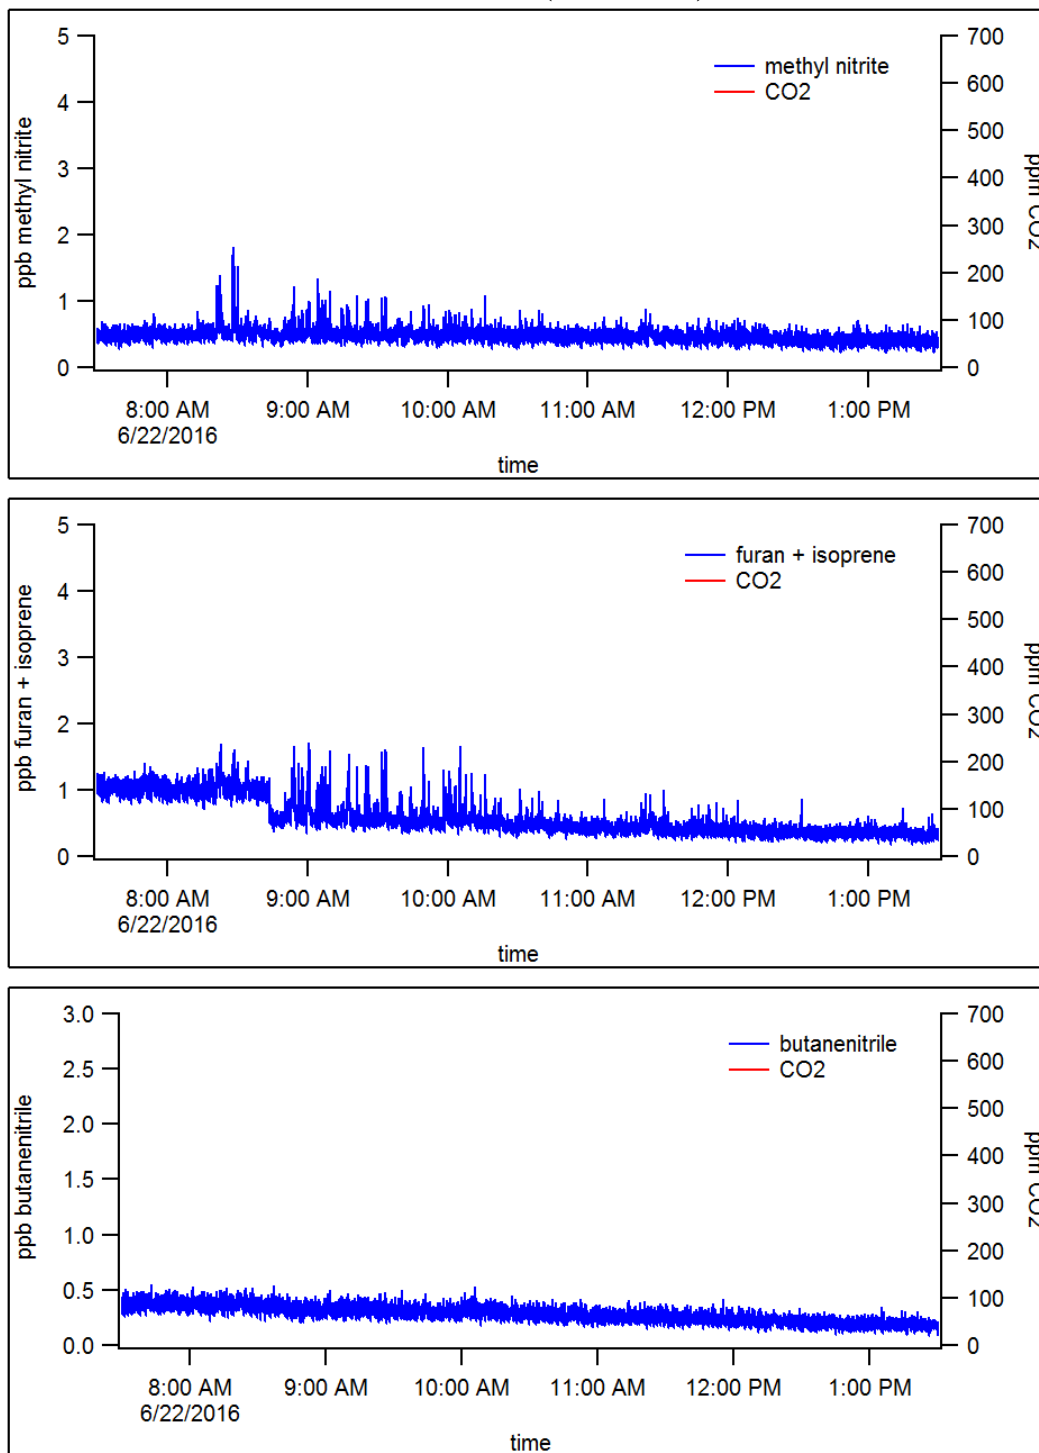 5
4
3
2
1
0
ppb methyl nitrite
methyl nitrite
CO2
700
600
500
400
300
200
100
0
ppm CO2
8:00 AM
6/22/2016
9:00 AM
10:00 AM
11:00 AM
12:00 PM
1:00 PM
time
5
4
3
2
1
0
ppb furan + isoprene
furan + isoprene
CO2
700
600
500
400
300
200
100
0
ppm CO2
8:00 AM
6/22/2016
9:00 AM
10:00 AM
11:00 AM
12:00 PM
1:00 PM
time
3.0
2.5
2.0
1.5
1.0
0.5
0.0
ppb butanenitrile
butanenitrile
CO2
700
600
500
400
300
200
100
0
ppm CO2
8:00 AM
6/22/2016
9:00 AM
10:00 AM
11:00 AM
12:00 PM
1:00 PM
time